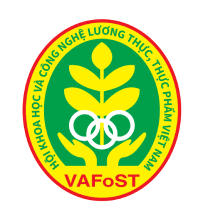 HỘI KHOA HỌC VÀ CÔNG NGHỆ LƯƠNG THỰC, THỰC PHẨM VIỆT NAM
VAFoST